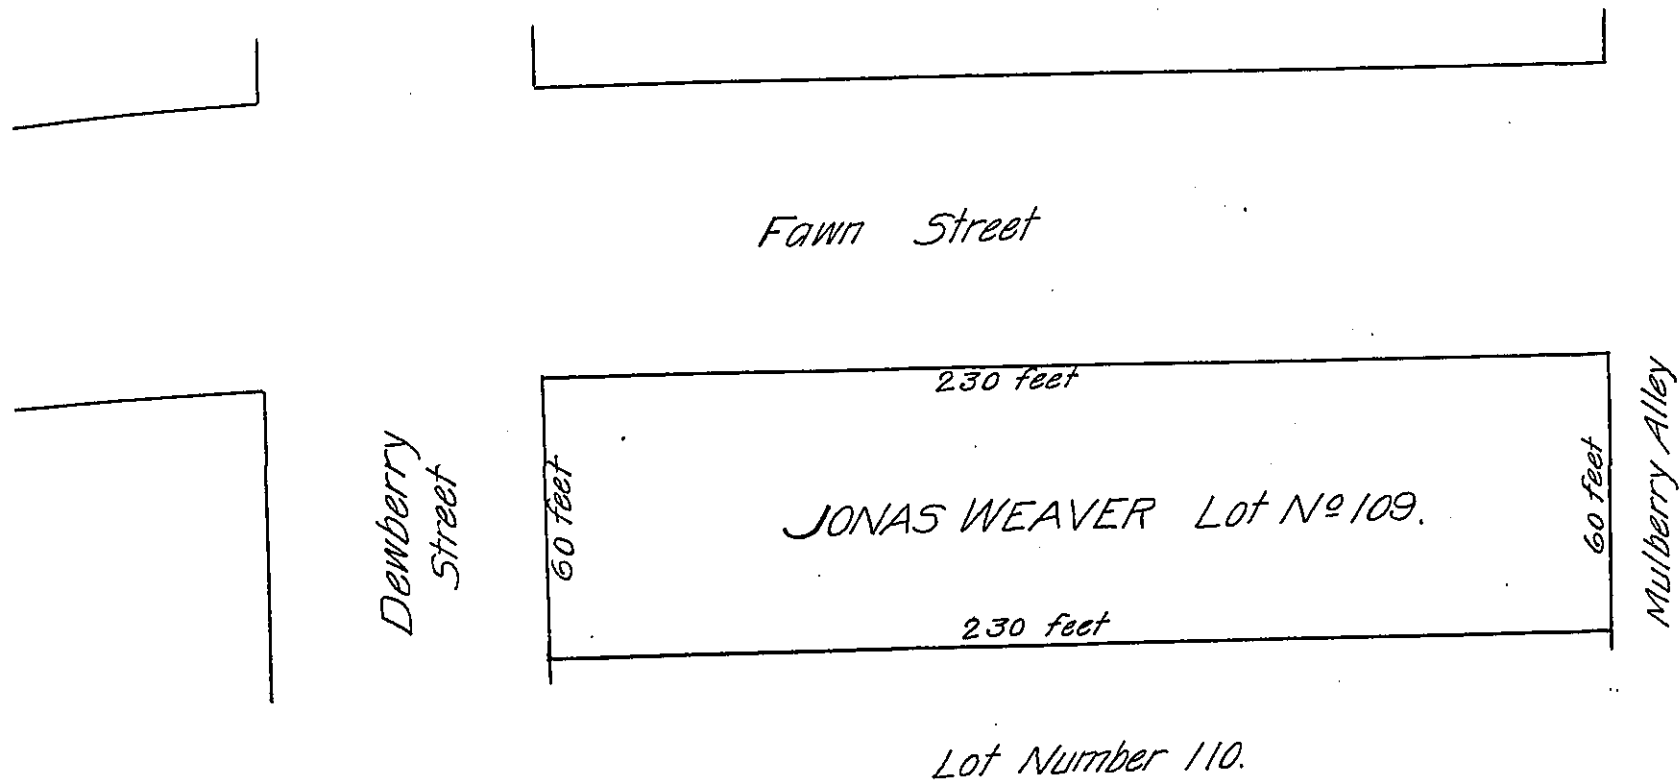 Fawn Street
230 feet
Dewberry
Street
60 feet
JONAS WEAVER Lot Nº 109.
60 feet
Mulberry Alley
230 feet
Lot Number 110.